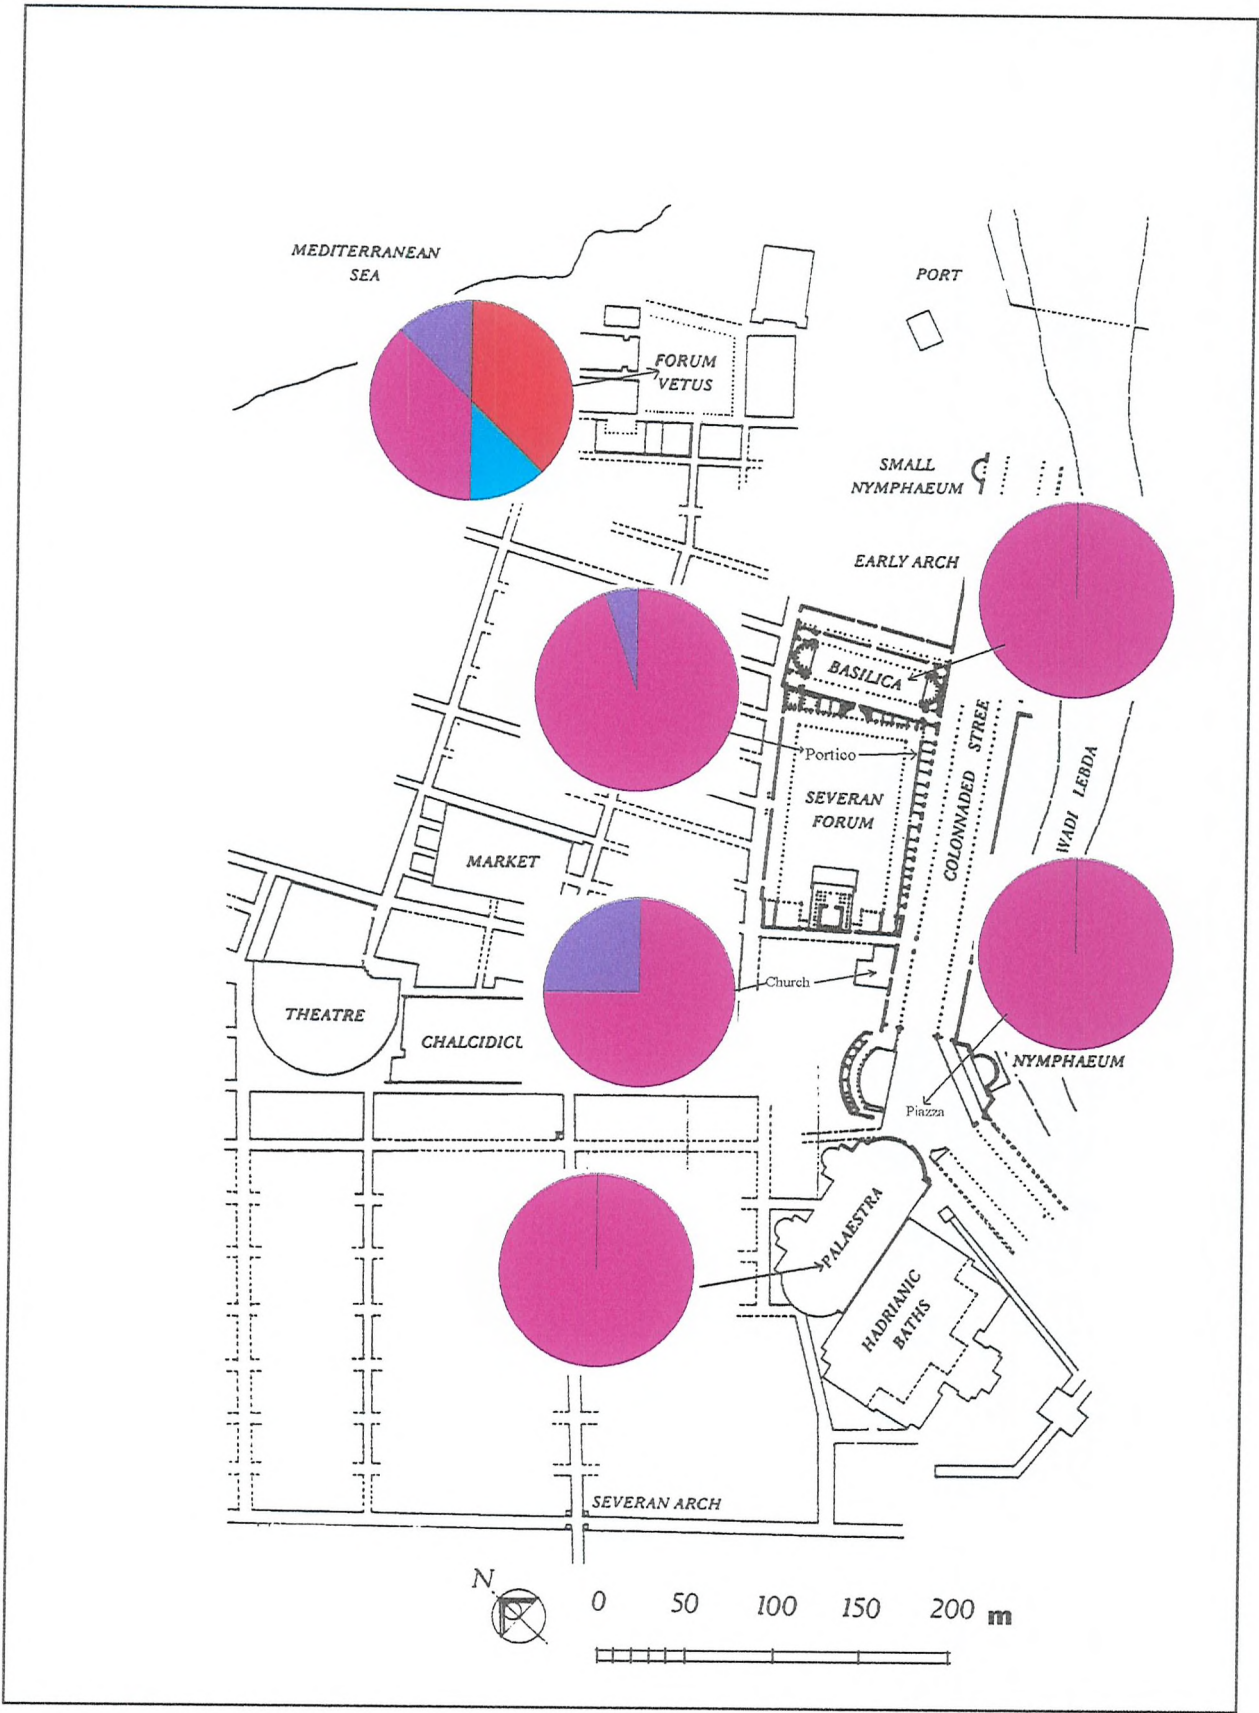 MEDITERRANEAN
SEA
PORT
FORUM
VETUS
SMALL
NYMPHAEUM
EARLY ARCH
BASILICA
COLONNADED STREE
WADI LEBDA
Portico
SEVERAN
FORUM
MARKET
Church
THEATRE
CHALCIDICU
NYMPHAEUM
Piazza
PALAESTRA
HADRIANIC
BATHS
SEVERAN ARCH
N
0 50 100 150 200 m